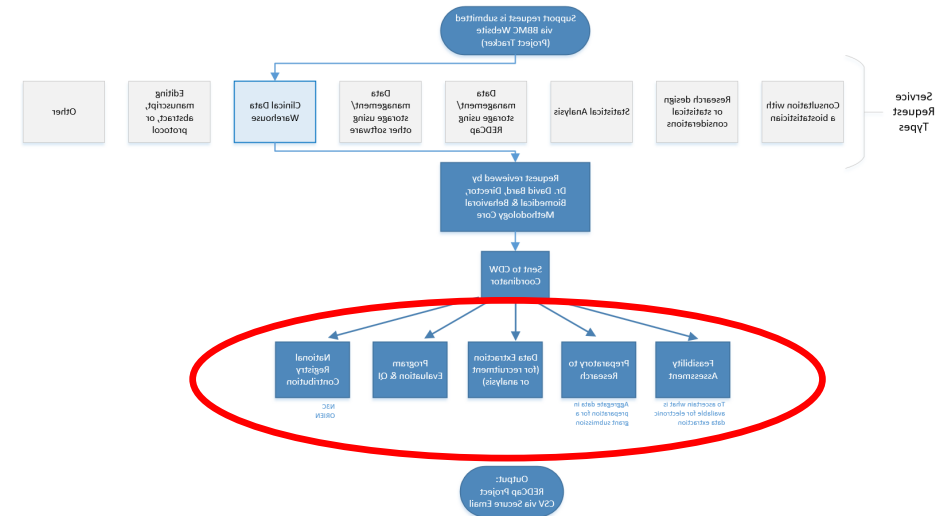 Support request is submitted
via BBMC Website
(Project Tracker)
Service
Request
Types
Consultation with
a biostatistician
Research design
or statistical
considerations
Statistical Analysis
Data
management/
storage using
REDCap
Data
management/
storage using
other software
Clinical Data
Warehouse
Editing
manuscript,
abstract, or
protocol
Other
Request reviewed by
Dr. David Bard, Director,
Biomedical & Behavioral
Methodology Core
Sent to CDW
Coordinator
Feasibility
Assessment
To ascertain what is
available for electronic
data extraction
Preparatory to
Research
Aggregate data in
preparation for a
grant submission
Data Extraction
(for recruitment
or analysis)
Program
Evaluation & QI
National
Registry
Contribution
N3C
ORIEN
Output:
REDCap Project
CSV via Secure Email